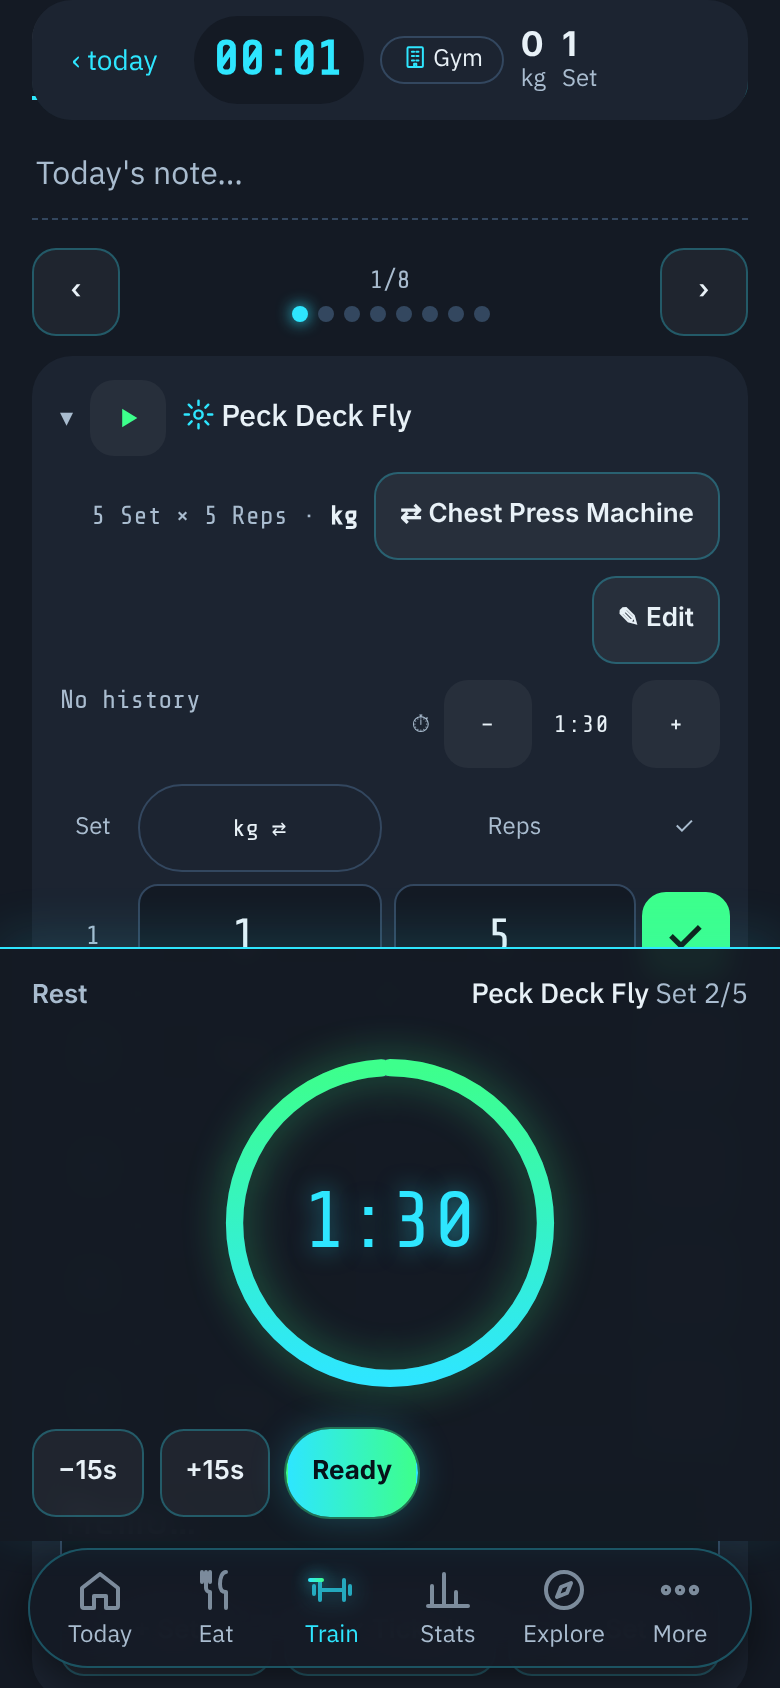 ‹ today
00:01
Gym
0 1
kg Set
Today's note...
‹
1/8
›
▼ Peck Deck Fly
5 Set × 5 Reps · kg
⇄ Chest Press Machine
✎ Edit
No history
⏱ − 1:30 +
Set kg ⇄ Reps ✓
1 1 5 ✓
Rest Peck Deck Fly Set 2/5
1:30
−15s +15s Ready
Today Eat Train Stats Explore More